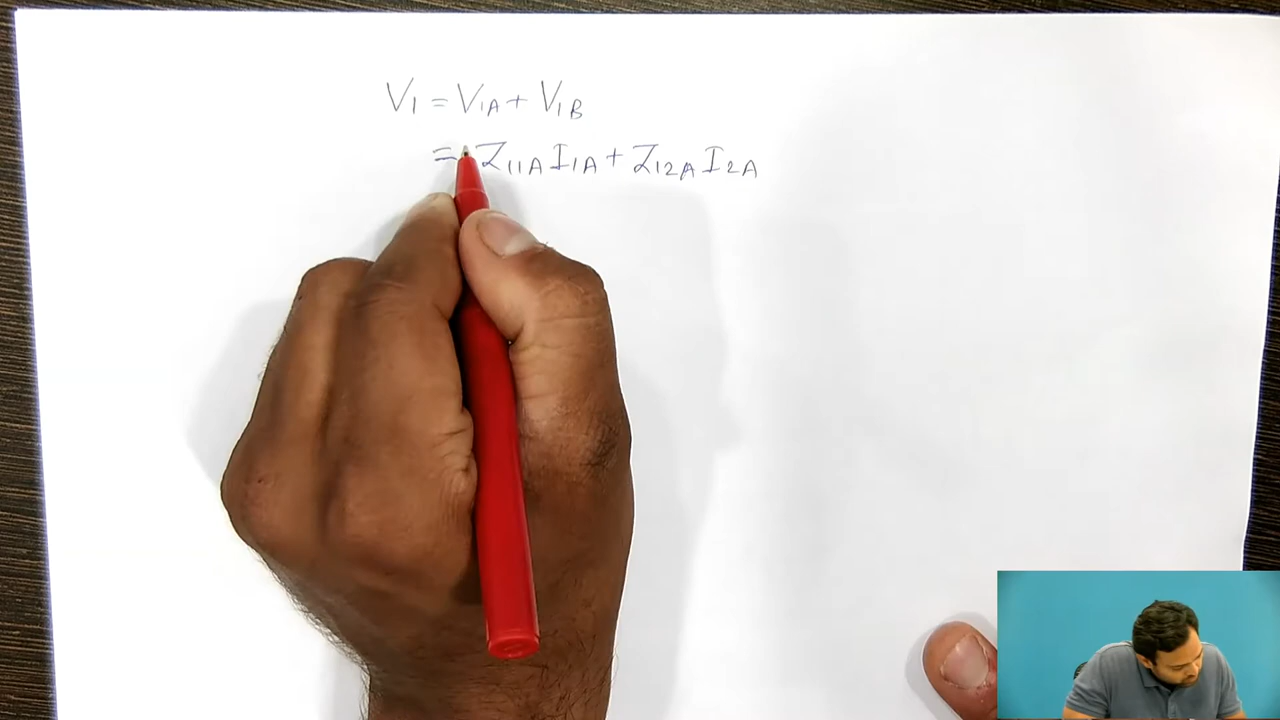 V1 = V1A + V1B
= Z11A I1A + Z12A I2A